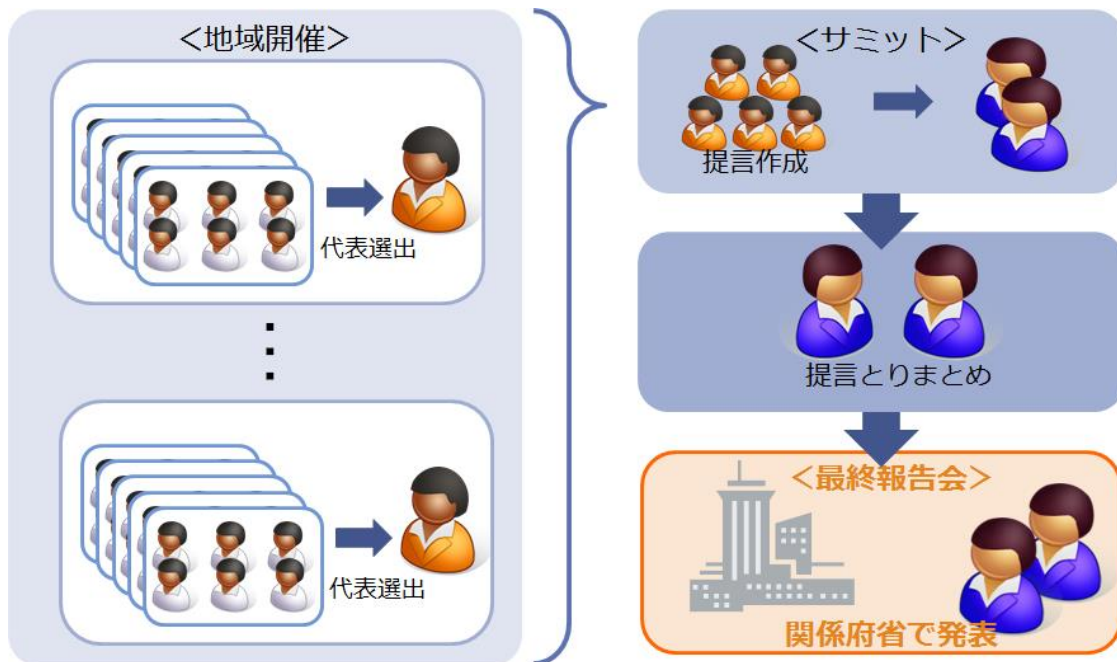 <地域開催>
代表選出
代表選出
<サミット>
提言作成
提言とりまとめ
<最終報告会>
関係府省で発表